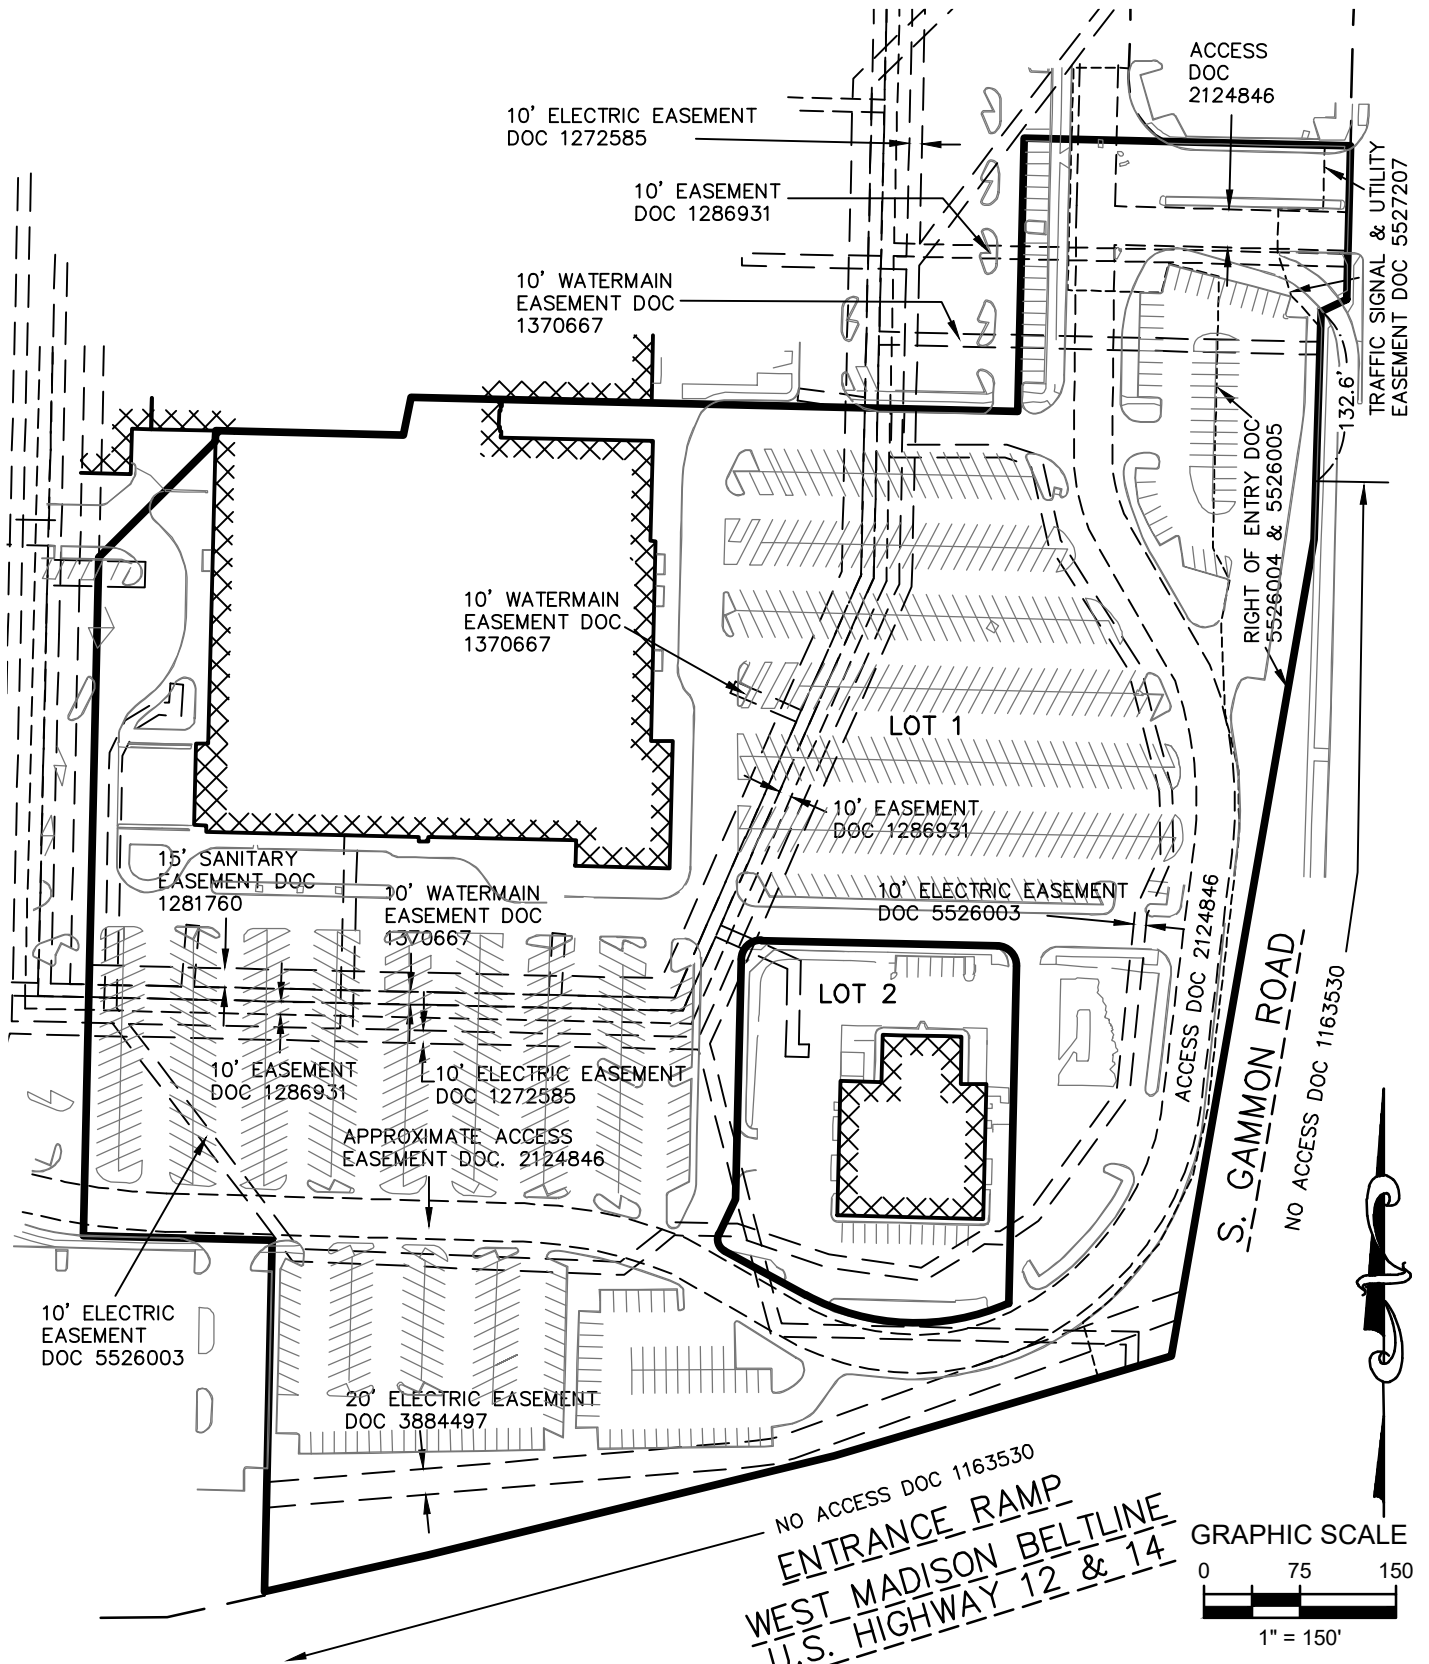 ACCESS
DOC
2124846
10' ELECTRIC EASEMENT
DOC 1272585
10' EASEMENT
DOC 1286931
10' WATERMAIN
EASEMENT DOC
1370667
TRAFFIC SIGNAL & UTILITY
EASEMENT DOC 5527207
132.6'
RIGHT OF ENTRY DOC
5526004 & 5526005
10' WATERMAIN
EASEMENT DOC
1370667
LOT 1
10' EASEMENT
DOC 1286931
15' SANITARY
EASEMENT DOC
1281760
10' WATERMAIN
EASEMENT DOC
1370667
10' ELECTRIC EASEMENT
DOC 5526003
ACCESS DOC 2124846
LOT 2
S. GAMMON ROAD
NO ACCESS DOC 1163530
10' EASEMENT
DOC 1286931
10' ELECTRIC EASEMENT
DOC 1272585
APPROXIMATE ACCESS
EASEMENT DOC. 2124846
10' ELECTRIC
EASEMENT
DOC 5526003
20' ELECTRIC EASEMENT
DOC 3884497
NO ACCESS DOC 1163530
ENTRANCE RAMP
WEST MADISON BELTLINE
U.S. HIGHWAY 12 & 14
GRAPHIC SCALE
0 75 150
1" = 150'